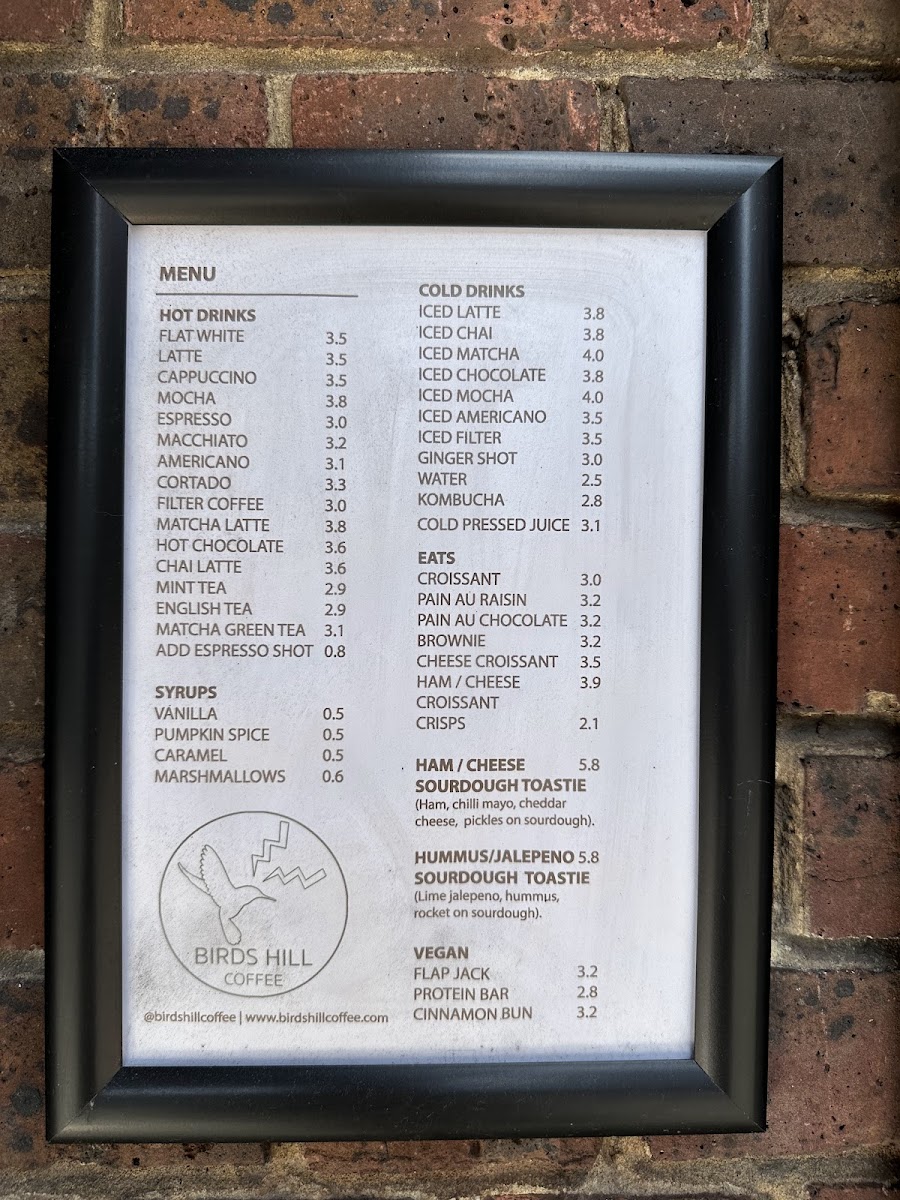 MENU
HOT DRINKS
FLAT WHITE 3.5
LATTE 3.5
CAPPUCCINO 3.5
MOCHA 3.8
ESPRESSO 3.0
MACCHIATO 3.2
AMERICANO 3.1
CORTADO 3.3
FILTER COFFEE 3.0
MATCHA LATTE 3.8
HOT CHOCOLATE 3.6
CHAI LATTE 3.6
MINT TEA 2.9
ENGLISH TEA 2.9
MATCHA GREEN TEA 3.1
ADD ESPRESSO SHOT 0.8
SYRUPS
VANILLA 0.5
PUMPKIN SPICE 0.5
CARAMEL 0.5
MARSHMALLOWS 0.6
BIRDS HILL
COFFEE
@birdshillcoffee | www.birdshillcoffee.com
COLD DRINKS
ICED LATTE 3.8
ICED CHAI 3.8
ICED MATCHA 4.0
ICED CHOCOLATE 3.8
ICED MOCHA 4.0
ICED AMERICANO 3.5
ICED FILTER 3.5
GINGER SHOT 3.0
WATER 2.5
KOMBUCHA 2.8
COLD PRESSED JUICE 3.1
EATS
CROISSANT 3.0
PAIN AU RAISIN 3.2
PAIN AU CHOCOLATE 3.2
BROWNIE 3.2
CHEESE CROISSANT 3.5
HAM / CHEESE 3.9
CROISSANT
CRISPS 2.1
HAM / CHEESE 5.8
SOURDOUGH TOASTIE
(Ham, chilli mayo, cheddar
cheese, pickles on sourdough).
HUMMUS/JALEPENO 5.8
SOURDOUGH TOASTIE
(Lime jalepeno, hummus,
rocket on sourdough).
VEGAN
FLAP JACK 3.2
PROTEIN BAR 2.8
CINNAMON BUN 3.2